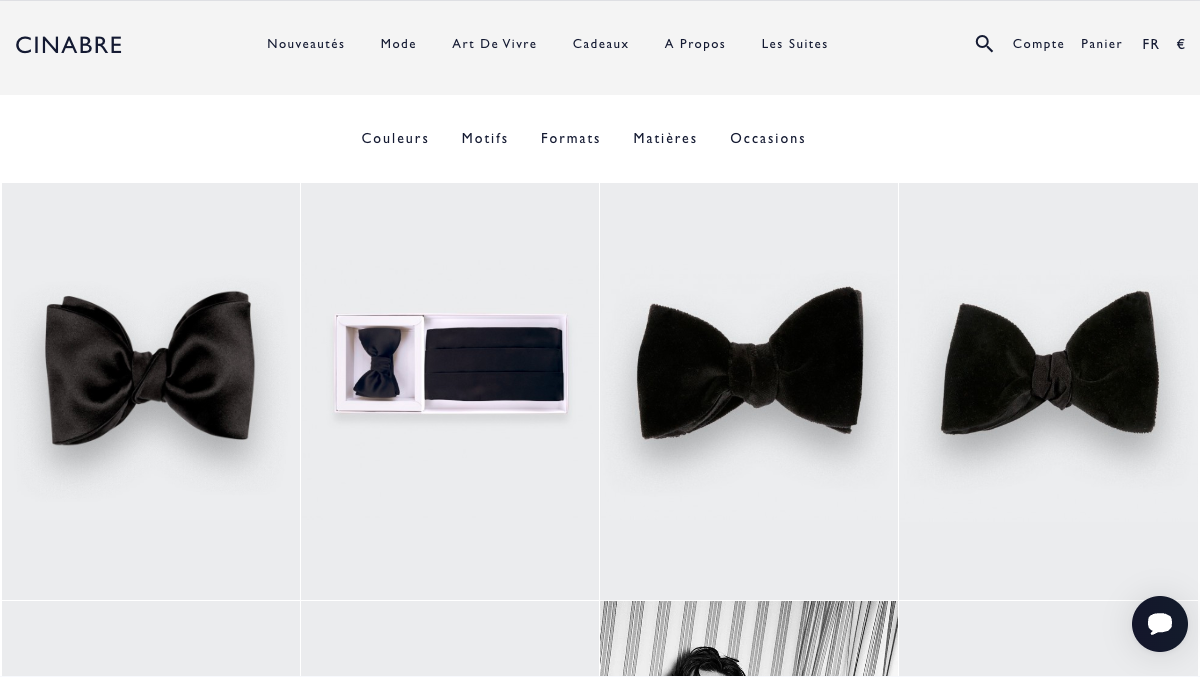 CINABRE
Nouveautés Mode Art De Vivre Cadeaux A Propos Les Suites
Compte Panier FR €
Couleurs Motifs Formats Matières Occasions